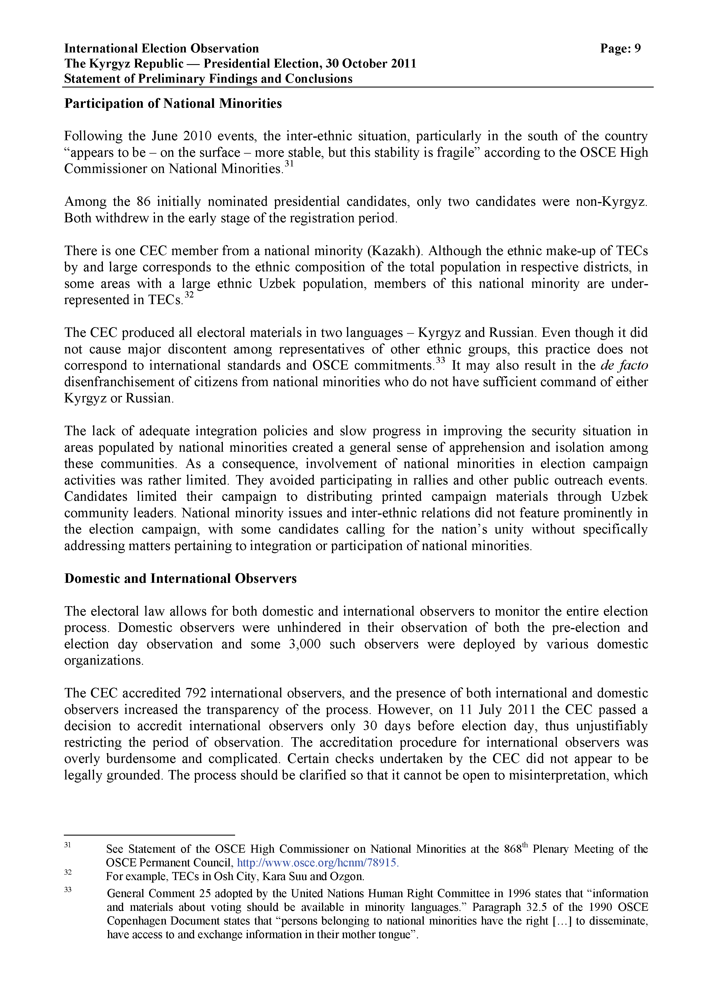 International Election Observation Page: 9
The Kyrgyz Republic — Presidential Election, 30 October 2011
Statement of Preliminary Findings and Conclusions
Participation of National Minorities
Following the June 2010 events, the inter-ethnic situation, particularly in the south of the country
“appears to be – on the surface – more stable, but this stability is fragile” according to the OSCE High
Commissioner on National Minorities.31
Among the 86 initially nominated presidential candidates, only two candidates were non-Kyrgyz.
Both withdrew in the early stage of the registration period.
There is one CEC member from a national minority (Kazakh). Although the ethnic make-up of TECs
by and large corresponds to the ethnic composition of the total population in respective districts, in
some areas with a large ethnic Uzbek population, members of this national minority are under-
represented in TECs.32
The CEC produced all electoral materials in two languages – Kyrgyz and Russian. Even though it did
not cause major discontent among representatives of other ethnic groups, this practice does not
correspond to international standards and OSCE commitments.33 It may also result in the de facto
disenfranchisement of citizens from national minorities who do not have sufficient command of either
Kyrgyz or Russian.
The lack of adequate integration policies and slow progress in improving the security situation in
areas populated by national minorities created a general sense of apprehension and isolation among
these communities. As a consequence, involvement of national minorities in election campaign
activities was rather limited. They avoided participating in rallies and other public outreach events.
Candidates limited their campaign to distributing printed campaign materials through Uzbek
community leaders. National minority issues and inter-ethnic relations did not feature prominently in
the election campaign, with some candidates calling for the nation’s unity without specifically
addressing matters pertaining to integration or participation of national minorities.
Domestic and International Observers
The electoral law allows for both domestic and international observers to monitor the entire election
process. Domestic observers were unhindered in their observation of both the pre-election and
election day observation and some 3,000 such observers were deployed by various domestic
organizations.
The CEC accredited 792 international observers, and the presence of both international and domestic
observers increased the transparency of the process. However, on 11 July 2011 the CEC passed a
decision to accredit international observers only 30 days before election day, thus unjustifiably
restricting the period of observation. The accreditation procedure for international observers was
overly burdensome and complicated. Certain checks undertaken by the CEC did not appear to be
legally grounded. The process should be clarified so that it cannot be open to misinterpretation, which
31 See Statement of the OSCE High Commissioner on National Minorities at the 868th Plenary Meeting of the
OSCE Permanent Council, http://www.osce.org/hcnm/78915.
32 For example, TECs in Osh City, Kara Suu and Ozgon.
33 General Comment 25 adopted by the United Nations Human Right Committee in 1996 states that “information
and materials about voting should be available in minority languages.” Paragraph 32.5 of the 1990 OSCE
Copenhagen Document states that “persons belonging to national minorities have the right […] to disseminate,
have access to and exchange information in their mother tongue”.